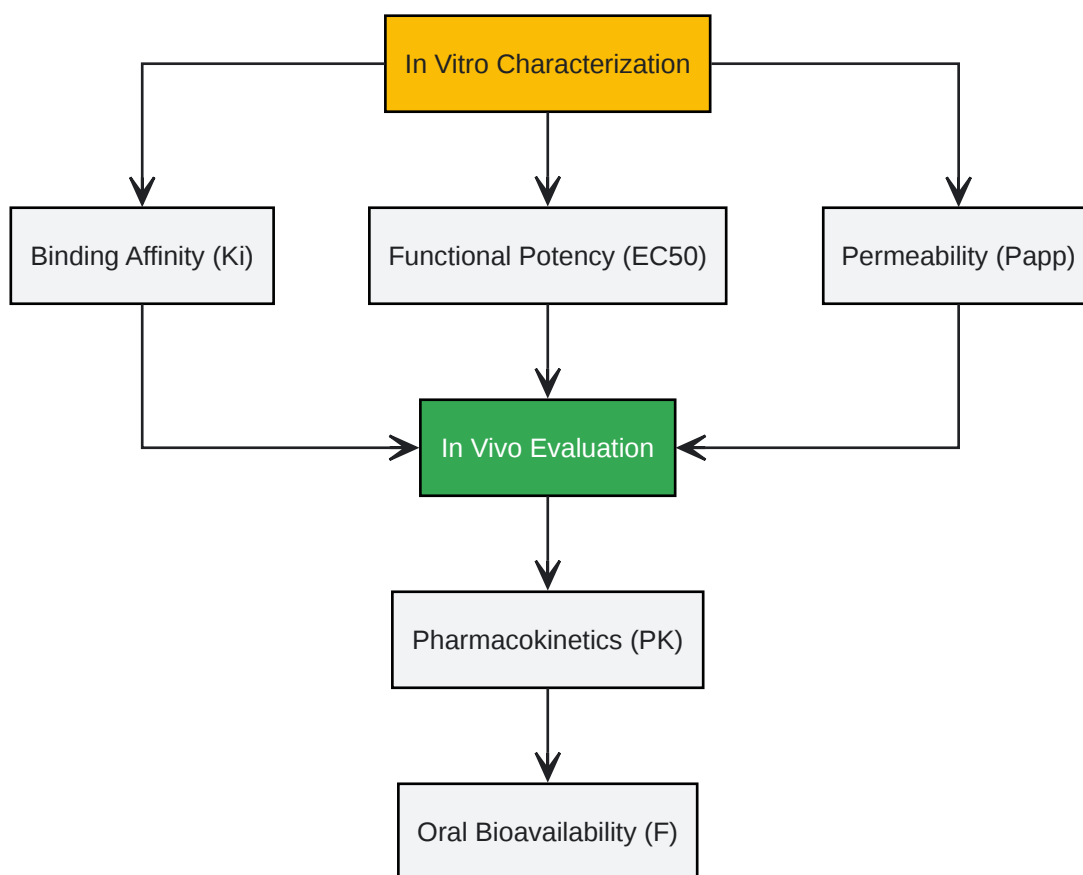 In Vitro Characterization
Binding Affinity (Ki)
Functional Potency (EC50)
Permeability (Papp)
In Vivo Evaluation
Pharmacokinetics (PK)
Oral Bioavailability (F)